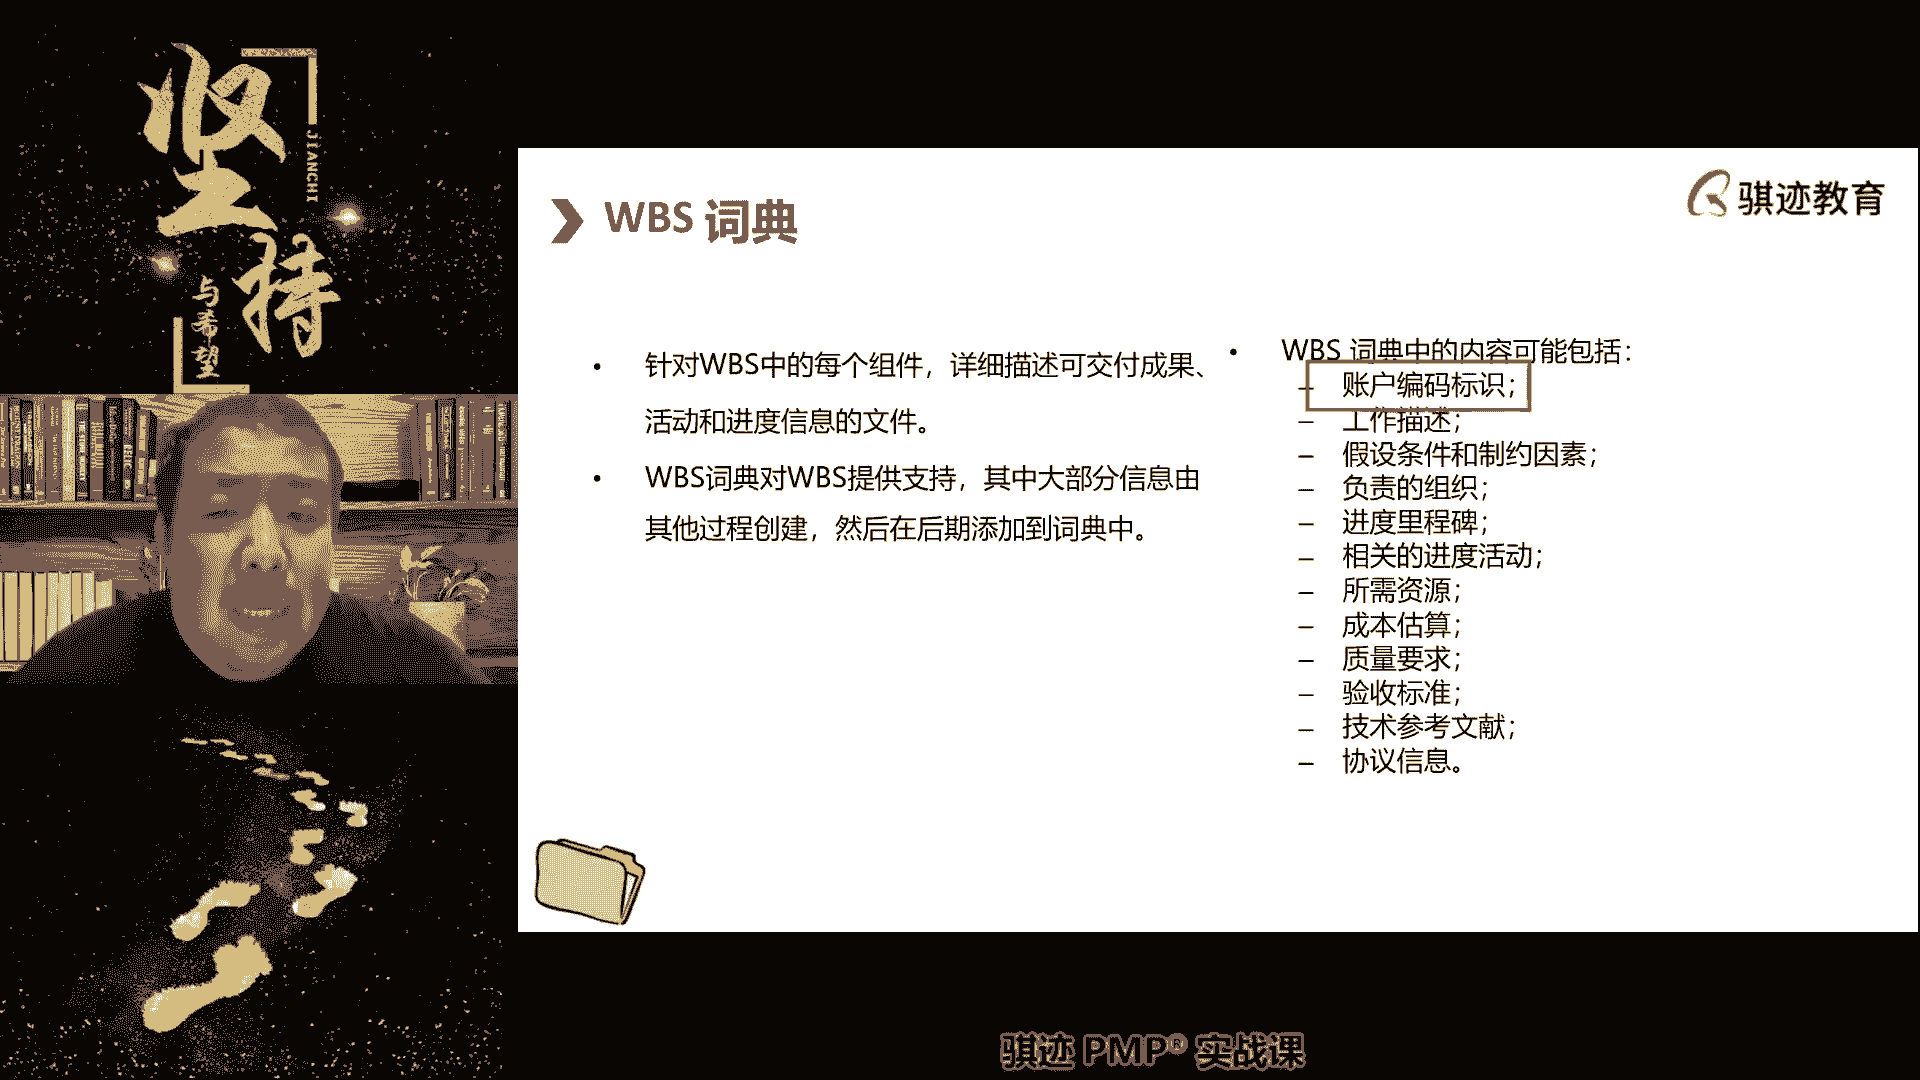 坚持
JIANCHI
与希望
骐迹教育
WBS 词典
• 针对WBS中的每个组件，详细描述可交付成果、
活动和进度信息的文件。
• WBS词典对WBS提供支持，其中大部分信息由
其他过程创建，然后在后期添加到词典中。
• WBS 词典中的内容可能包括：
– 账户编码标识；
– 工作描述；
– 假设条件和制约因素；
– 负责的组织；
– 进度里程碑；
– 相关的进度活动；
– 所需资源；
– 成本估算；
– 质量要求；
– 验收标准；
– 技术参考文献；
– 协议信息。
骐迹 PMP® 实战课